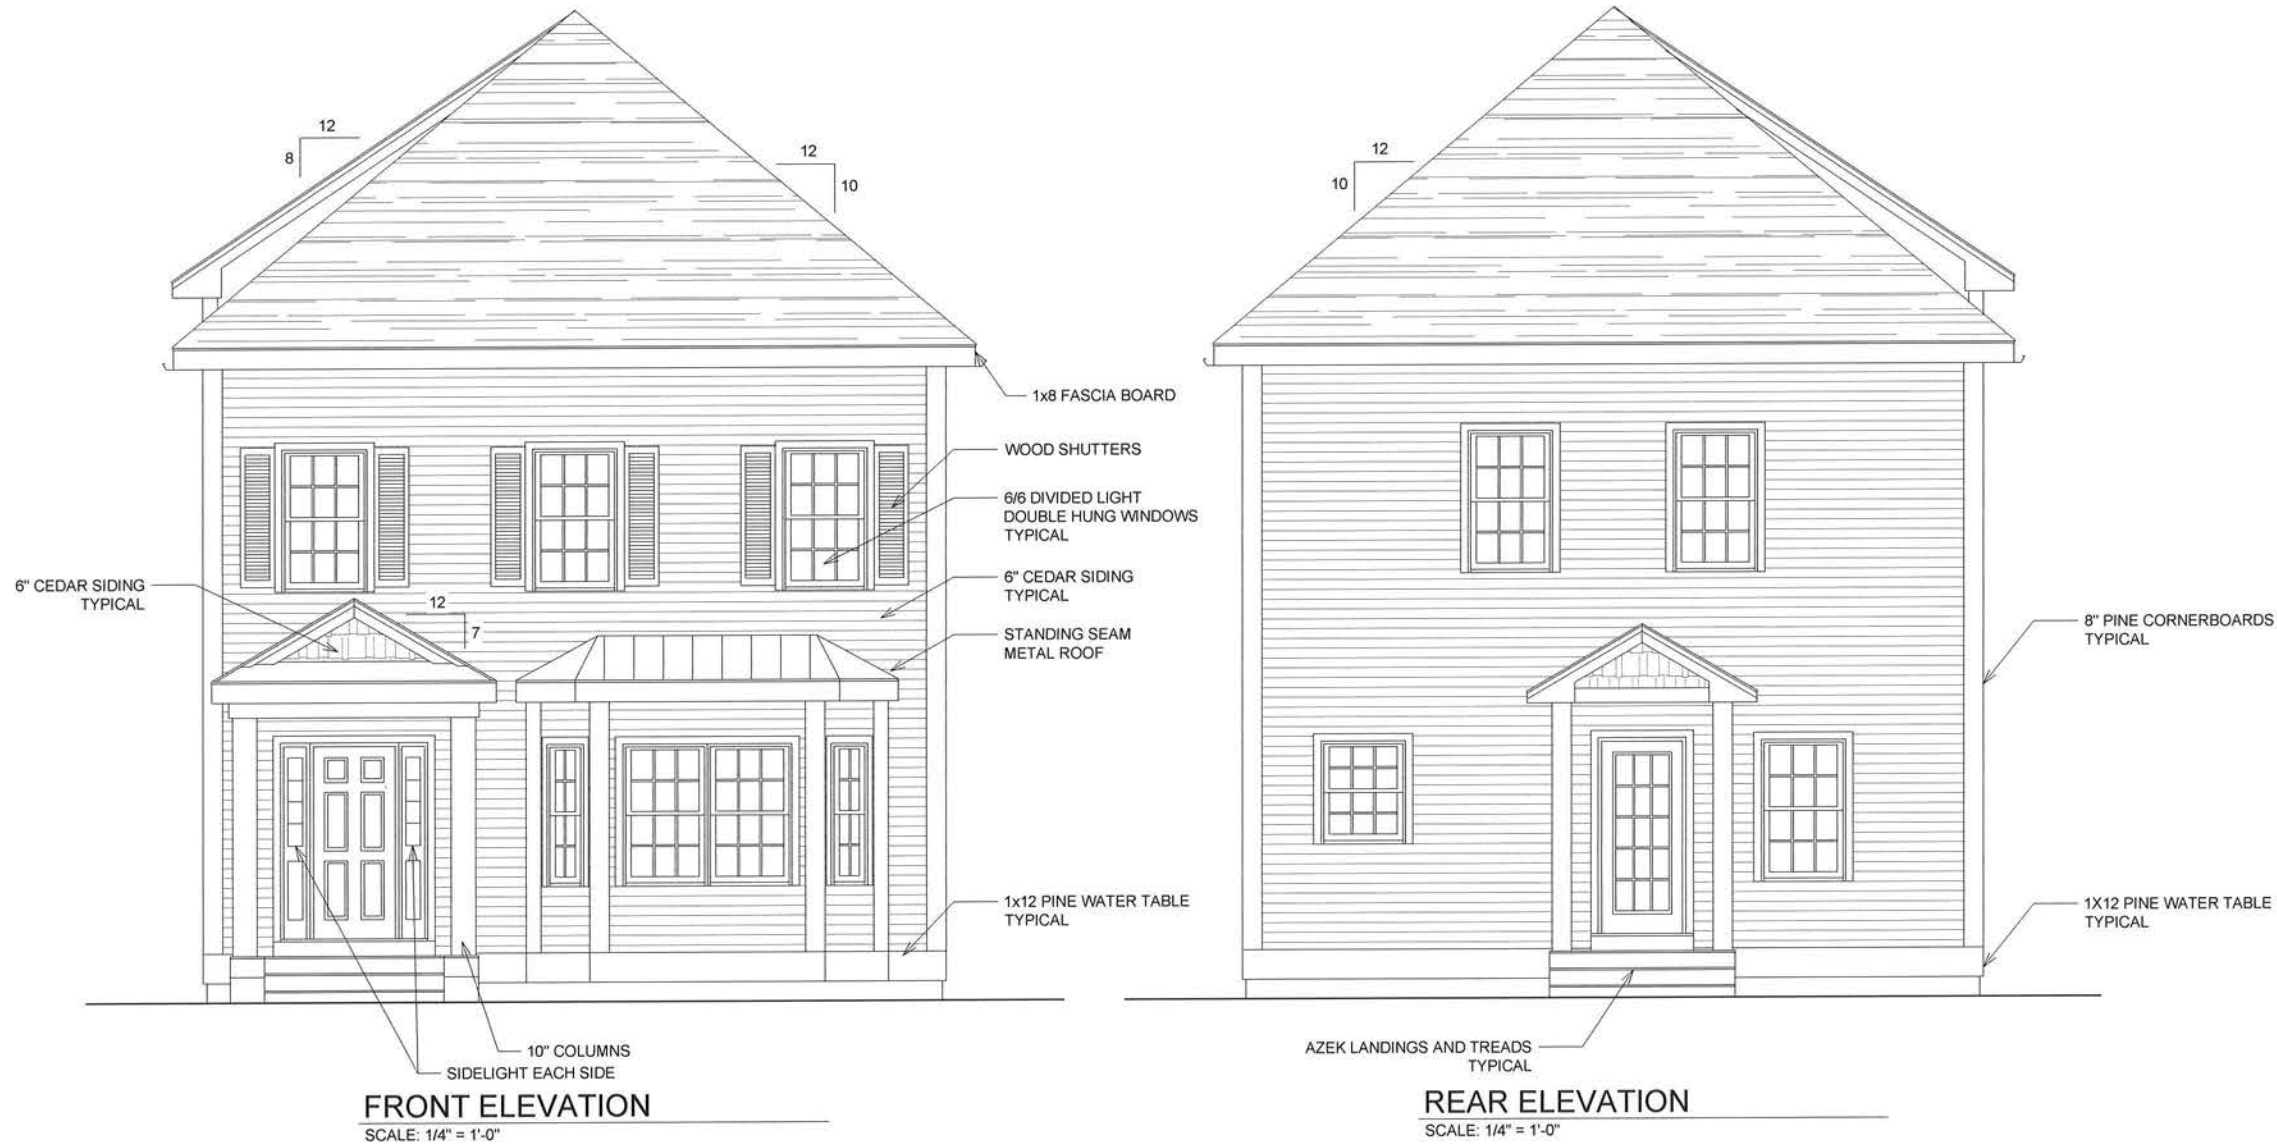 12
8
12
10
1x8 FASCIA BOARD
WOOD SHUTTERS
6/6 DIVIDED LIGHT
DOUBLE HUNG WINDOWS
TYPICAL
6" CEDAR SIDING
TYPICAL
6" CEDAR SIDING
TYPICAL
12
7
STANDING SEAM
METAL ROOF
1x12 PINE WATER TABLE
TYPICAL
10" COLUMNS
SIDELIGHT EACH SIDE
FRONT ELEVATION
SCALE: 1/4" = 1'-0"
12
10
8" PINE CORNERBOARDS
TYPICAL
1X12 PINE WATER TABLE
TYPICAL
AZEK LANDINGS AND TREADS
TYPICAL
REAR ELEVATION
SCALE: 1/4" = 1'-0"